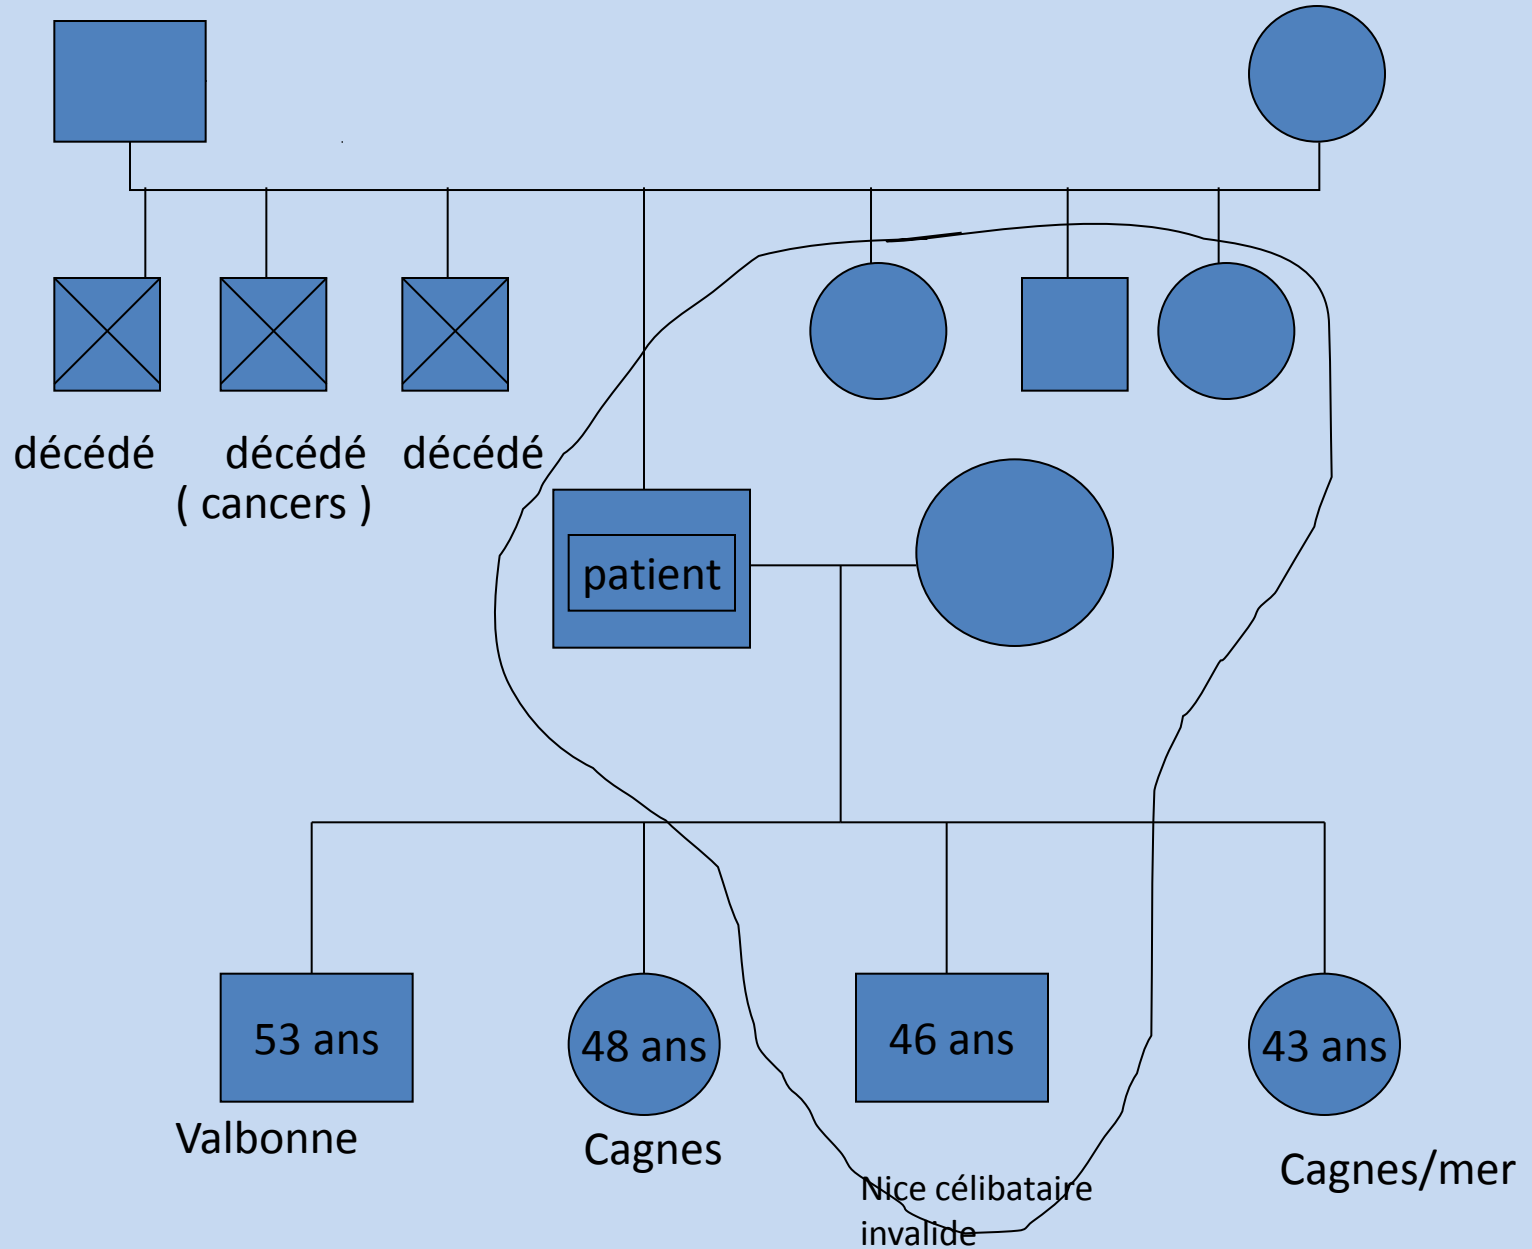 décédé
décédé
( cancers )
décédé
patient
53 ans
48 ans
46 ans
43 ans
Valbonne
Cagnes
Nice célibataire
invalide
Cagnes/mer